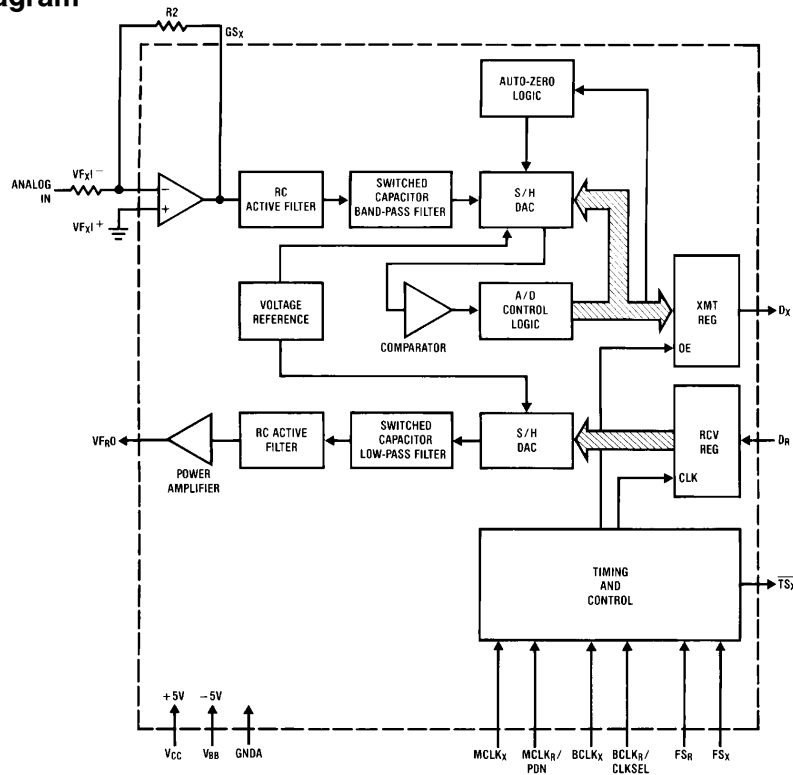 agram
R2
GSX
AUTO-ZERO
LOGIC
ANALOG
IN
VFXI−
−
+
VFXI+
RC
ACTIVE FILTER
SWITCHED
CAPACITOR
BAND-PASS FILTER
S/H
DAC
VOLTAGE
REFERENCE
COMPARATOR
A/D
CONTROL
LOGIC
XMT
REG
OE
DX
VFRO
POWER
AMPLIFIER
RC ACTIVE
FILTER
SWITCHED
CAPACITOR
LOW-PASS FILTER
S/H
DAC
RCV
REG
CLK
DR
TIMING
AND
CONTROL
TSX
+5V
−5V
VCC
VBB
GNDA
MCLKX
MCLKR/
PDN
BCLKX
BCLKR/
CLKSEL
FSR
FSX